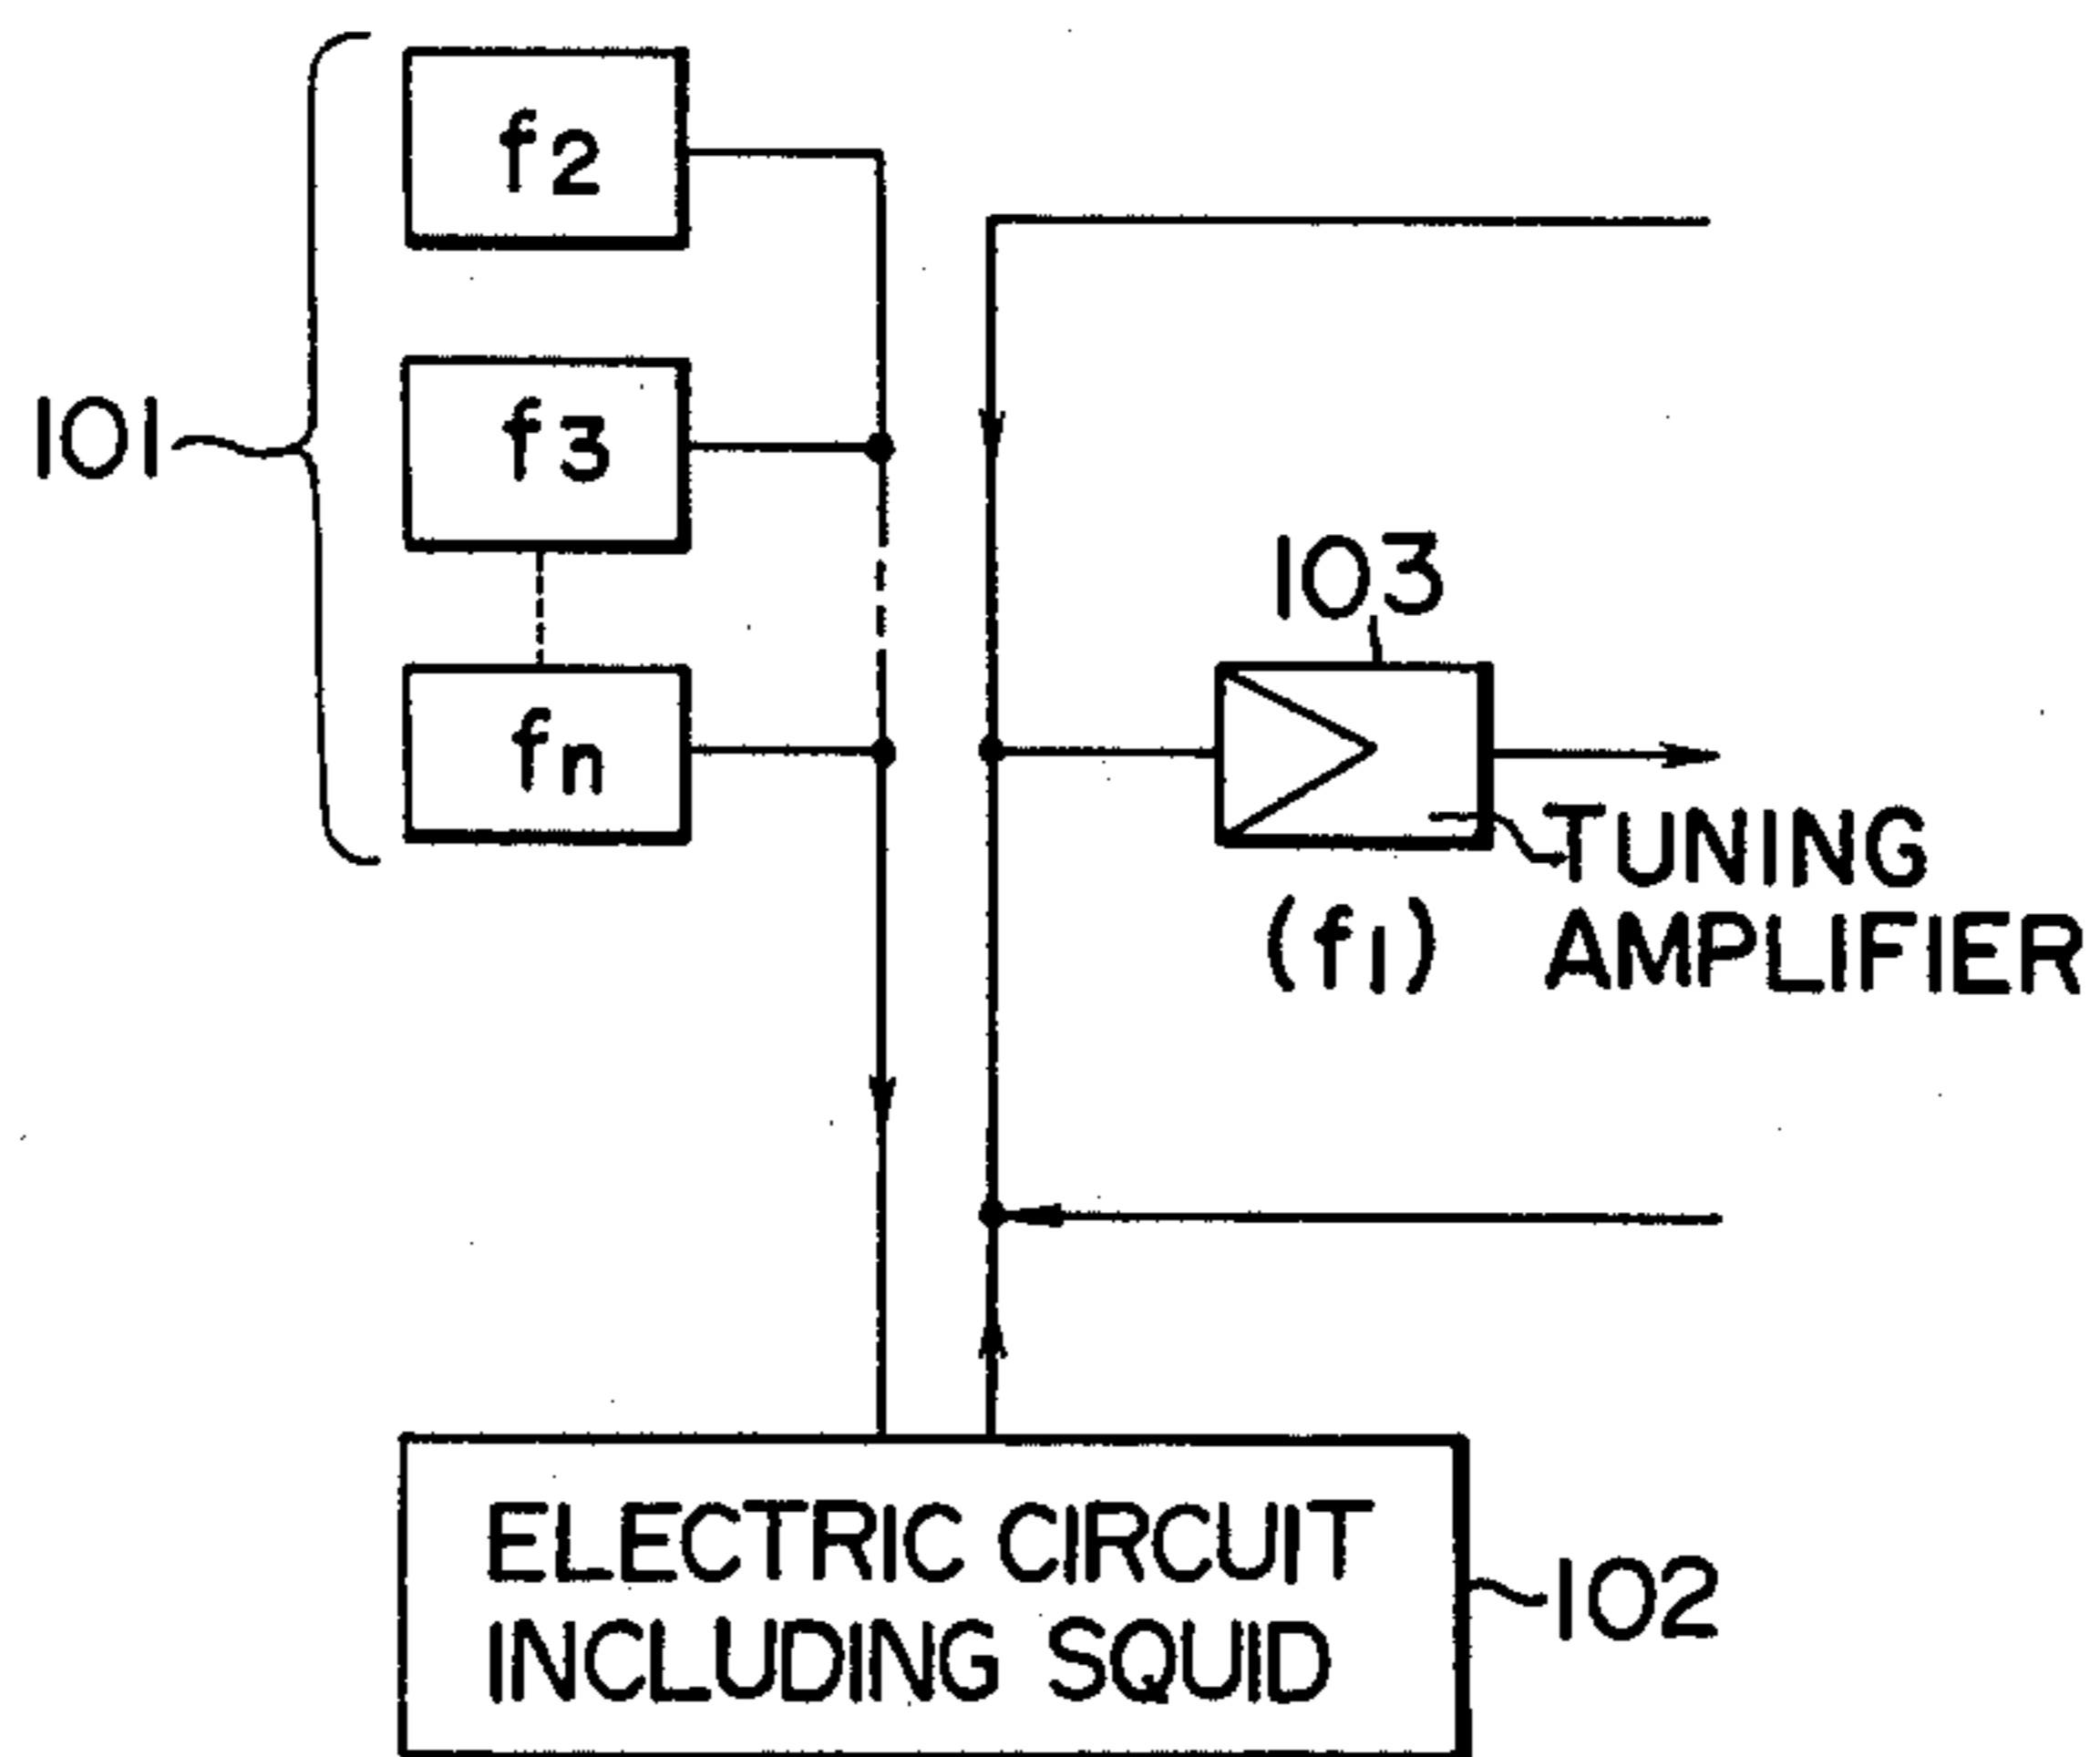 f2
101
f3
103
fn
TUNING
(f1) AMPLIFIER
ELECTRIC CIRCUIT
INCLUDING SQUID
102